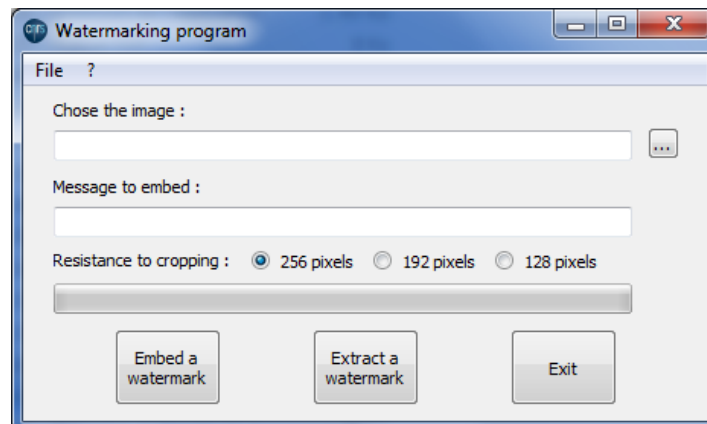 Watermarking program
File ?
Chose the image :
...
Message to embed :
Resistance to cropping : 256 pixels 192 pixels 128 pixels
Embed a watermark
Extract a watermark
Exit